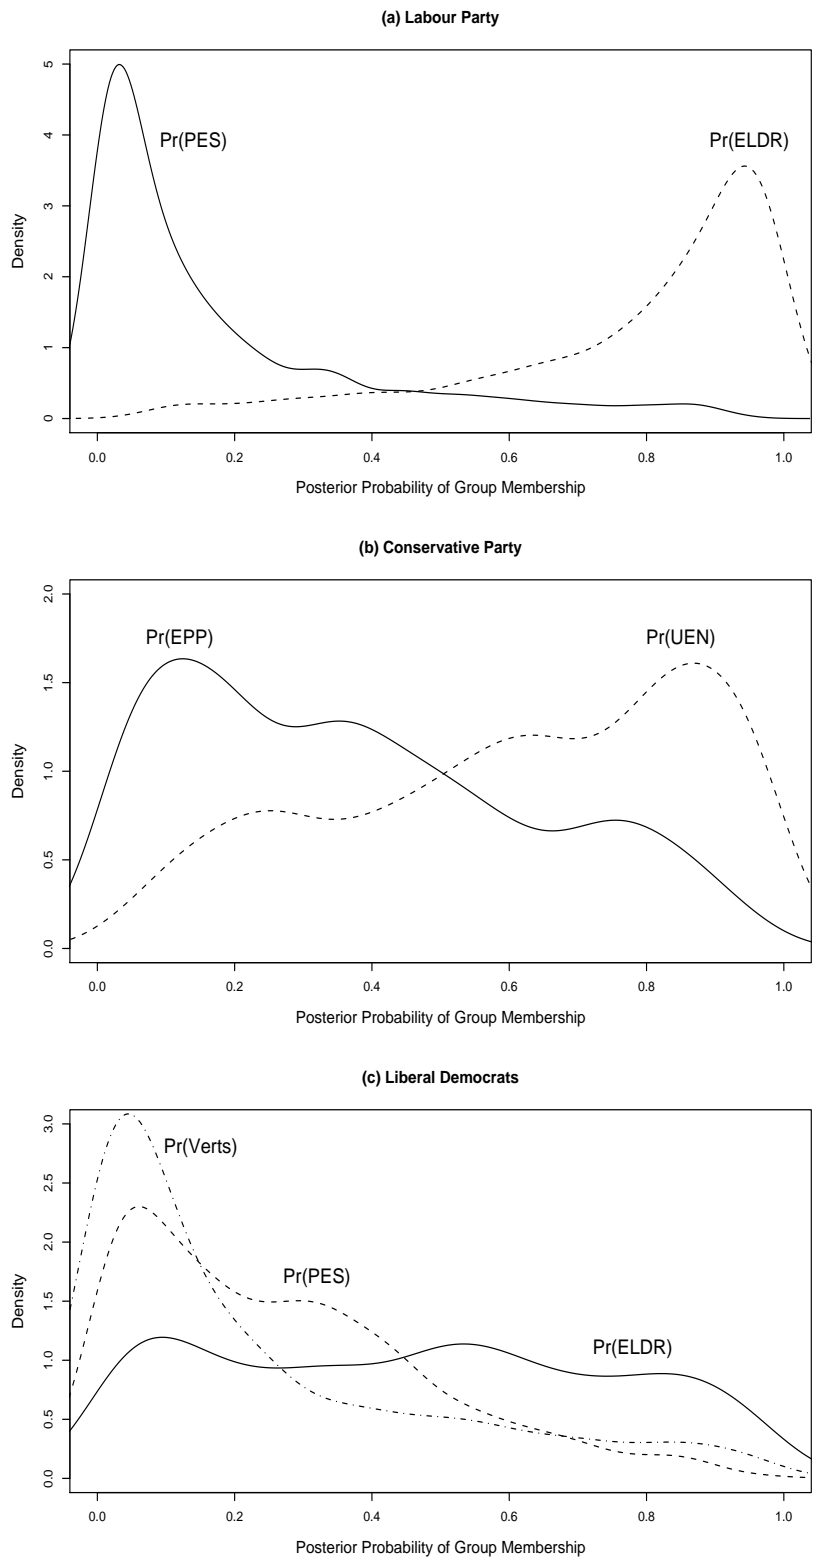 (a) Labour Party
Pr(PES)
Pr(ELDR)
Density
0 1 2 3 4 5
0.0 0.2 0.4 0.6 0.8 1.0
Posterior Probability of Group Membership
(b) Conservative Party
Pr(EPP)
Pr(UEN)
Density
0.0 0.5 1.0 1.5 2.0
0.0 0.2 0.4 0.6 0.8 1.0
Posterior Probability of Group Membership
(c) Liberal Democrats
Pr(Verts)
Pr(PES)
Pr(ELDR)
Density
0.0 0.5 1.0 1.5 2.0 2.5 3.0
0.0 0.2 0.4 0.6 0.8 1.0
Posterior Probability of Group Membership